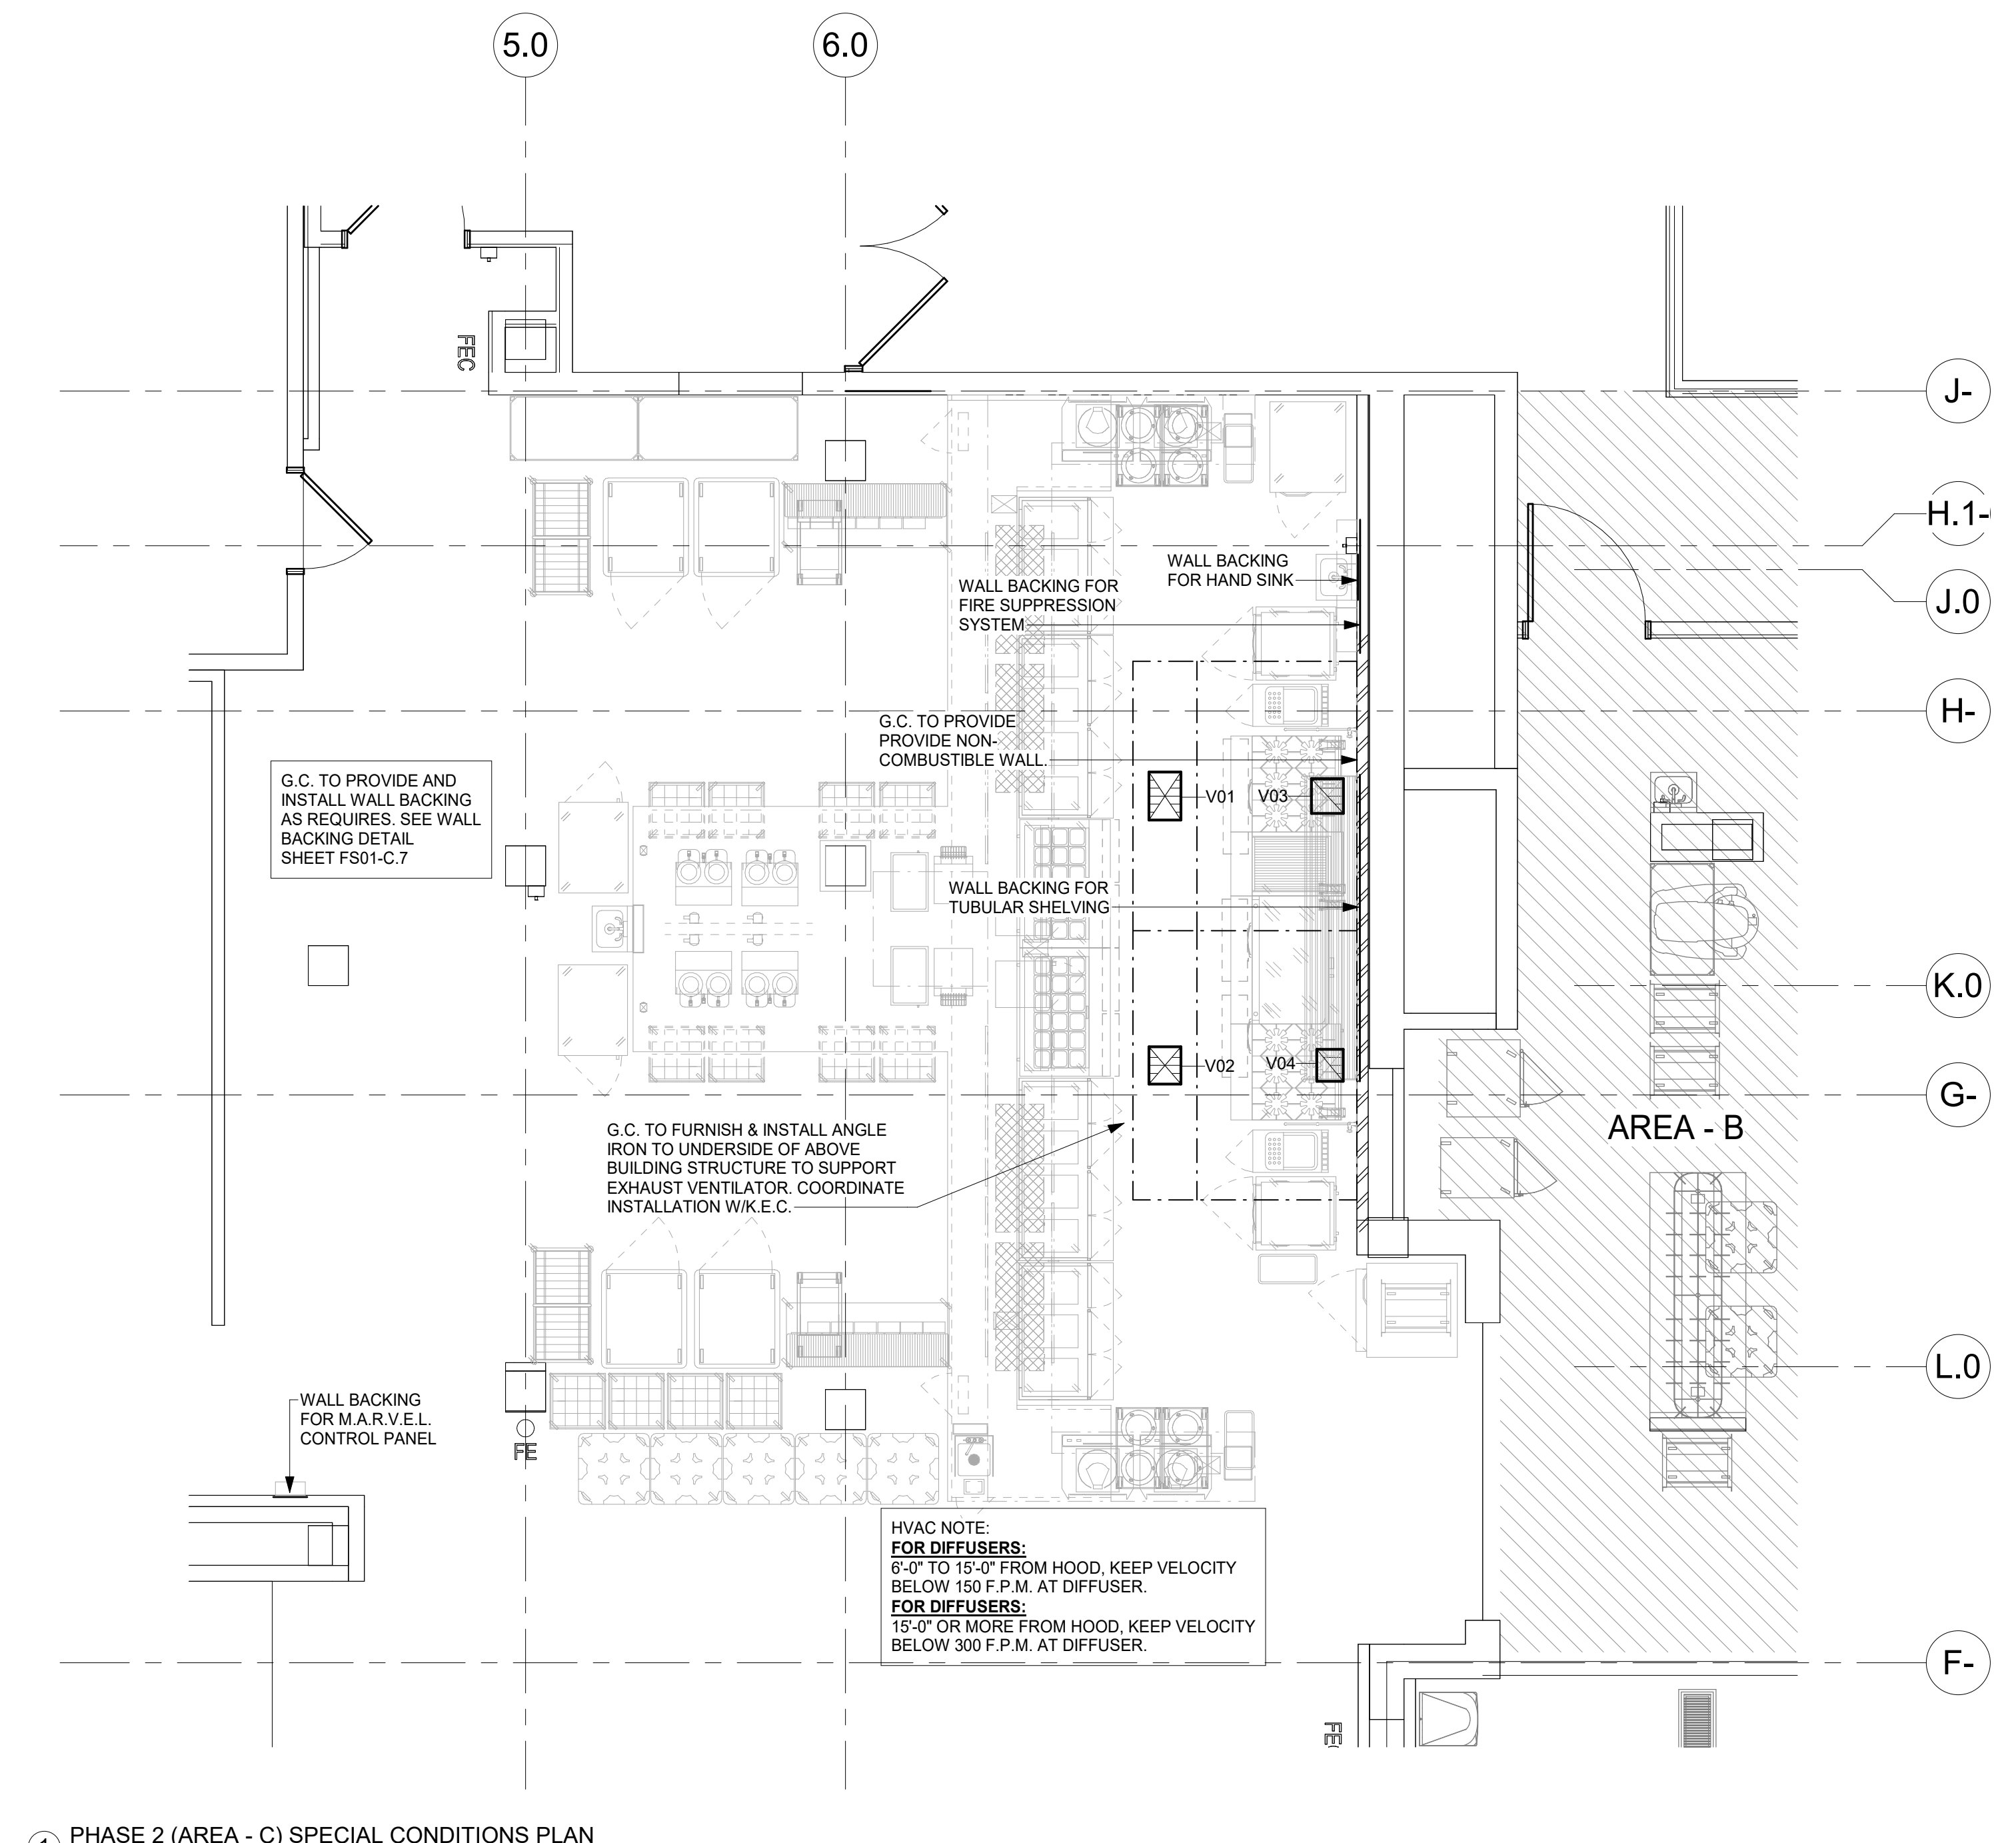 5.0
6.0
FEC
J-
H.1-
J.0
H-
K.0
G-
L.0
F-
WALL BACKING
FOR HAND SINK
WALL BACKING FOR
FIRE SUPPRESSION
SYSTEM
G.C. TO PROVIDE
PROVIDE NON-
COMBUSTIBLE WALL.
G.C. TO PROVIDE AND
INSTALL WALL BACKING
AS REQUIRES. SEE WALL
BACKING DETAIL
SHEET FS01-C.7
V01
V03
WALL BACKING FOR
TUBULAR SHELVING
V02
V04
AREA - B
G.C. TO FURNISH & INSTALL ANGLE
IRON TO UNDERSIDE OF ABOVE
BUILDING STRUCTURE TO SUPPORT
EXHAUST VENTILATOR. COORDINATE
INSTALLATION W/K.E.C.
WALL BACKING
FOR M.A.R.V.E.L.
CONTROL PANEL
FE
HVAC NOTE:
FOR DIFFUSERS:
6'-0" TO 15'-0" FROM HOOD, KEEP VELOCITY
BELOW 150 F.P.M. AT DIFFUSER.
FOR DIFFUSERS:
15'-0" OR MORE FROM HOOD, KEEP VELOCITY
BELOW 300 F.P.M. AT DIFFUSER.
1 PHASE 2 (AREA - C) SPECIAL CONDITIONS PLAN